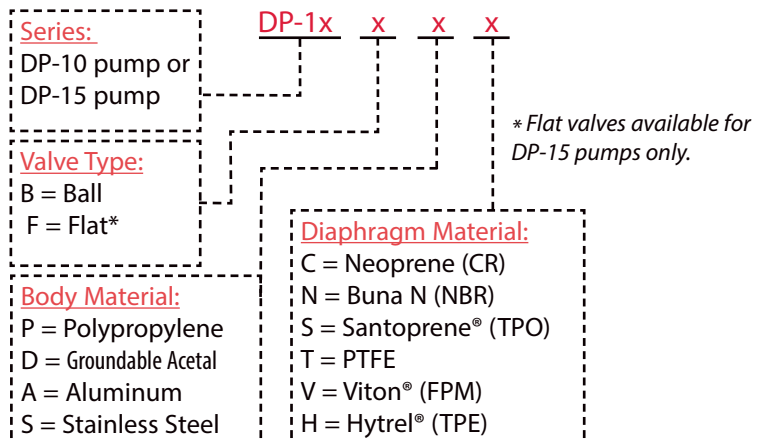 DP-1x x x x
Series:
DP-10 pump or
DP-15 pump
* Flat valves available for
DP-15 pumps only.
Valve Type:
B = Ball
F = Flat*
Body Material:
P = Polypropylene
D = Groundable Acetal
A = Aluminum
S = Stainless Steel
Diaphragm Material:
C = Neoprene (CR)
N = Buna N (NBR)
S = Santoprene® (TPO)
T = PTFE
V = Viton® (FPM)
H = Hytrel® (TPE)